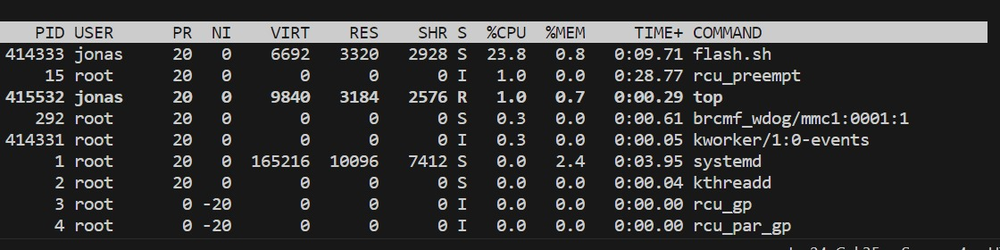 PID USER PR NI VIRT RES SHR S %CPU %MEM TIME+ COMMAND
414333 jonas 20 0 6692 3320 2928 S 23.8 0.8 0:09.71 flash.sh
15 root 20 0 0 0 0 I 1.0 0.0 0:28.77 rcu_preempt
415532 jonas 20 0 9840 3184 2576 R 1.0 0.7 0:00.29 top
292 root 20 0 0 0 0 S 0.3 0.0 0:00.61 brcmf_wdog/mmc1:0001:1
414331 root 20 0 0 0 0 I 0.3 0.0 0:00.05 kworker/1:0-events
1 root 20 0 165216 10096 7412 S 0.0 2.4 0:03.95 systemd
2 root 20 0 0 0 0 S 0.0 0.0 0:00.04 kthreadd
3 root 0 -20 0 0 0 I 0.0 0.0 0:00.00 rcu_gp
4 root 0 -20 0 0 0 I 0.0 0.0 0:00.00 rcu_par_gp